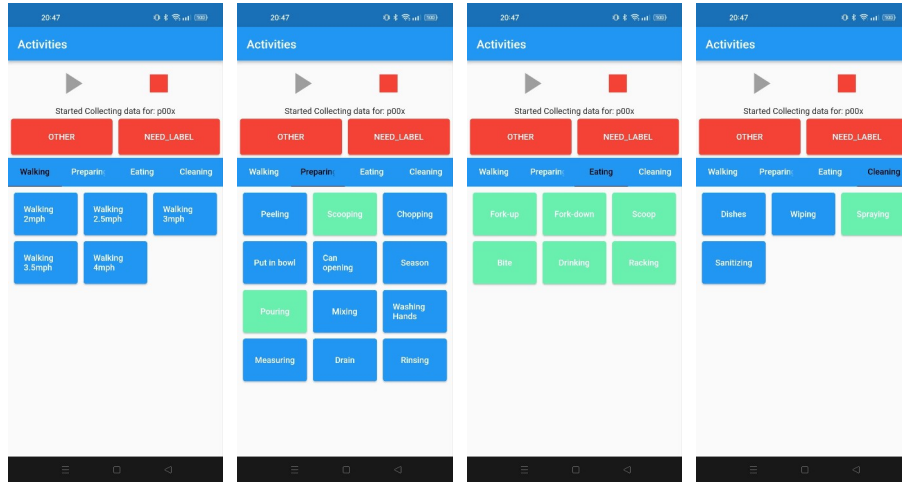 20:47
Activities
Started Collecting data for: p00x
OTHER NEED_LABEL
Walking Preparin Eating Cleaning
Walking 2mph
Walking 2.5mph
Walking 3mph
Walking 3.5mph
Walking 4mph
20:47
Activities
Started Collecting data for: p00x
OTHER NEED_LABEL
Walking Preparin Eating Cleaning
Peeling Scooping Chopping
Put in bowl Can opening Season
Pouring Mixing Washing Hands
Measuring Drain Rinsing
20:47
Activities
Started Collecting data for: p00x
OTHER NEED_LABEL
Walking Preparin Eating Cleaning
Fork-up Fork-down Scoop
Bite Drinking Racking
20:47
Activities
Started Collecting data for: p00x
OTHER NEED_LABEL
Walking Preparin Eating Cleaning
Dishes Wiping Spraying
Sanitizing